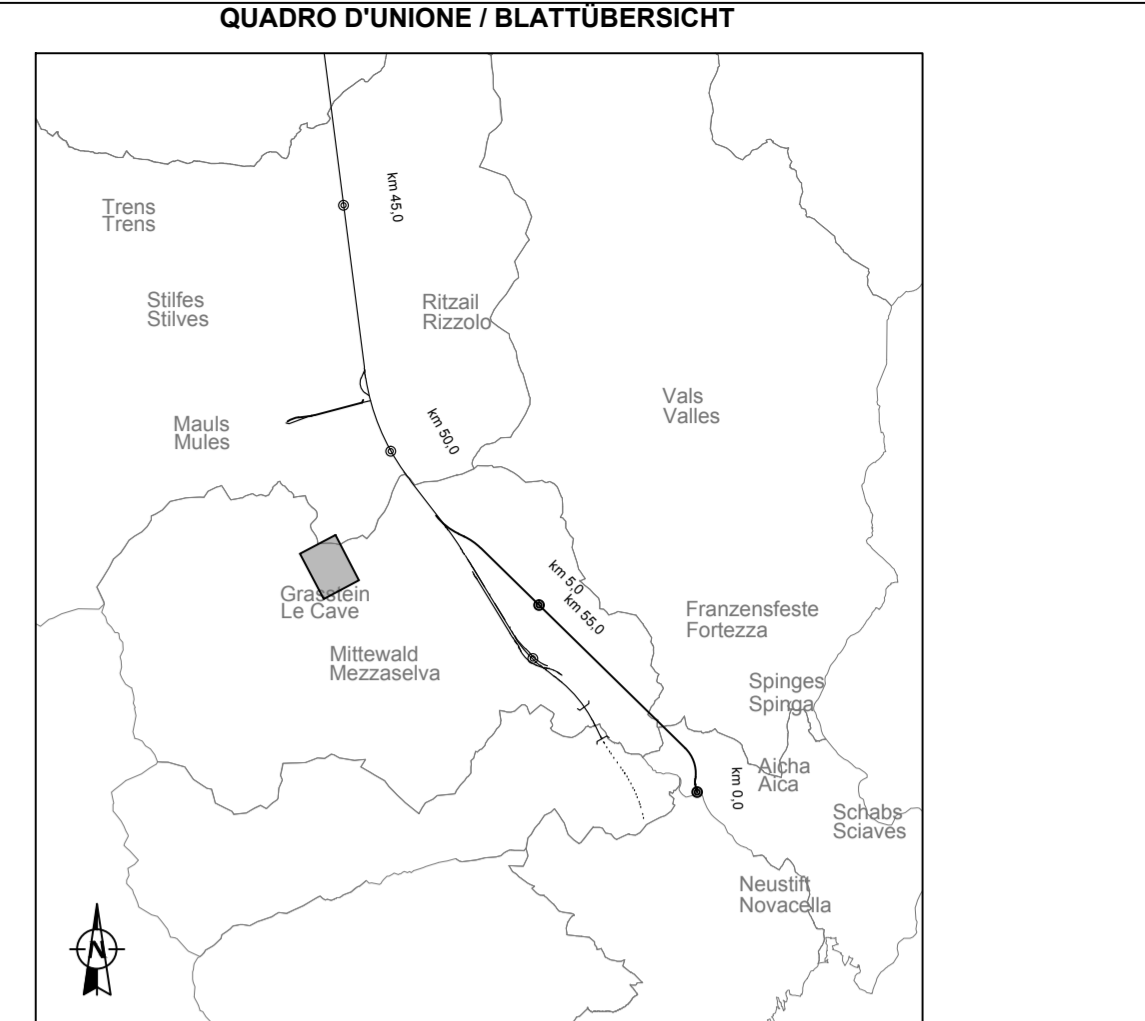 QUADRO D'UNIONE / BLATTÜBERSICHT
km 45,0
Trens
Trens
Stilfes
Stilves
Ritzail
Rizzolo
Vals
Valles
Mauls
Mules
km 50,0
km 5,0
km 55,0
Grasstein
Le Cave
Franzensfeste
Fortezza
Mittewald
Mezzaselva
Spinges
Spinga
Aicha
Aica
km 0,0
Schabs
Sciaves
Neustift
Novacella
N